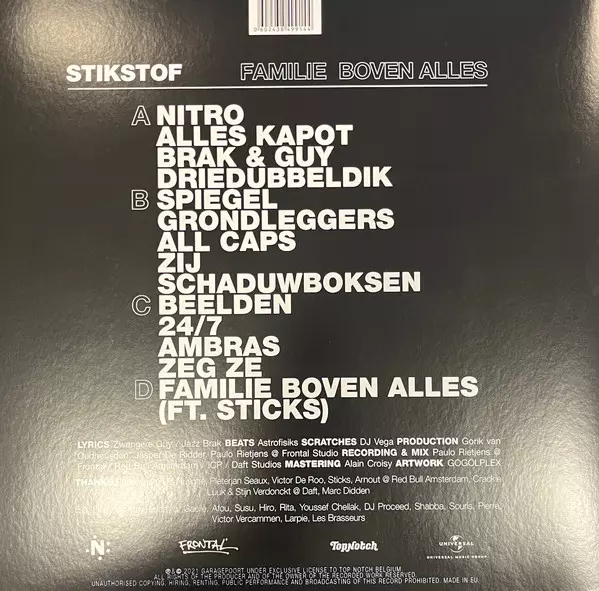 0 602438 499144
STIKSTOF FAMILIE BOVEN ALLES
A NITRO
ALLES KAPOT
BRAK & GUY
DRIEDUBBELDIK
B SPIEGEL
GRONDLEGGERS
ALL CAPS
ZIJ
SCHADUWBOKSEN
C BEELDEN
24/7
AMBRAS
ZEG ZE
D FAMILIE BOVEN ALLES
(FT. STICKS)
LYRICS Zwangere Guy / Jazz Brak BEATS Astrofisiks SCRATCHES DJ Vega PRODUCTION Gorik van
Oudheusden, Jasper De Ridder, Paulo Rietjens @ Frontal Studio RECORDING & MIX Paulo Rietjens @
Frontal / Red Bull Amsterdam / ICP / Daft Studios MASTERING Alain Croisy ARTWORK GOGOLPLEX
Pieterjan Seaux, Victor De Roo, Sticks, Arnout @ Red Bull Amsterdam, Crackie
Luuk & Stijn Verdonckt @ Daft, Marc Didden
Afou, Susu, Hiro, Rita, Youssef Chellak, DJ Proceed, Shabba, Souris, Pierre,
Victor Vercammen, Larpie, Les Brasseurs
.N: FRONTAL TopNotch UNIVERSAL
UNIVERSAL MUSIC GROUP
℗ & © 2021 GARAGEPOORT UNDER EXCLUSIVE LICENSE TO TOP NOTCH BELGIUM.
ALL RIGHTS OF THE PRODUCER AND OF THE OWNER OF THE RECORDED WORK RESERVED.
UNAUTHORISED COPYING, HIRING, RENTING, PUBLIC PERFORMANCE AND BROADCASTING OF THIS RECORD PROHIBITED. MADE IN EU.